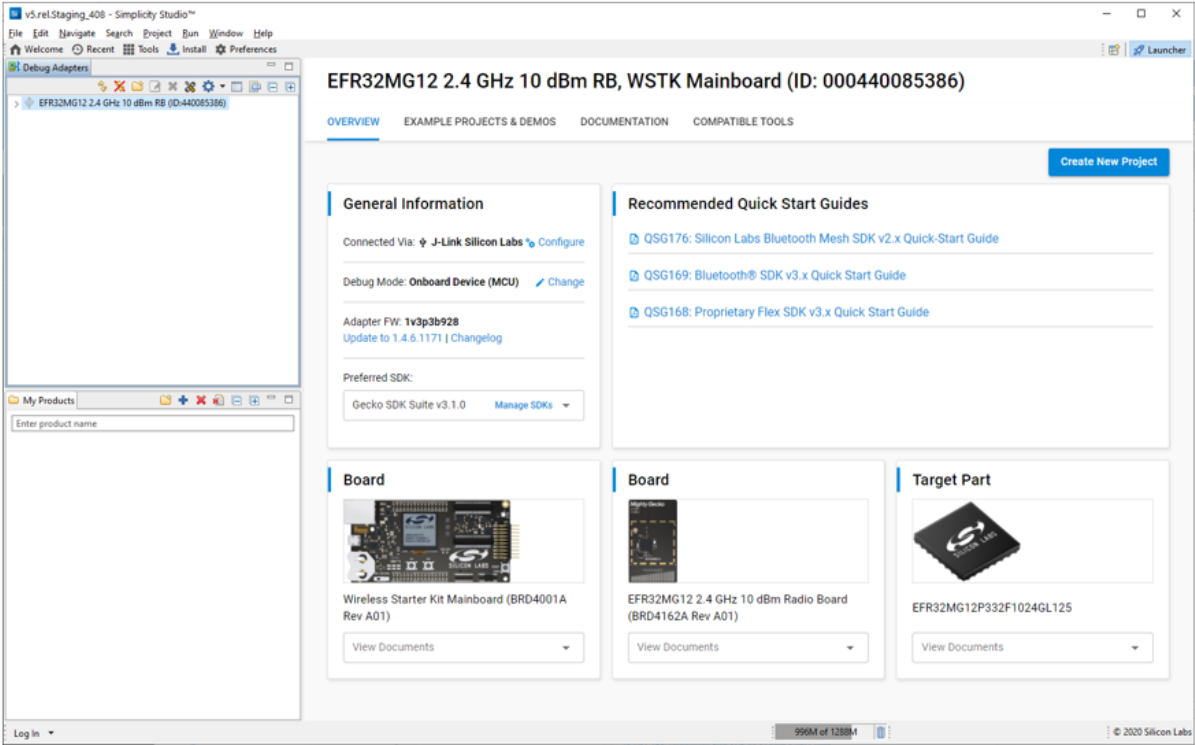 v5.rel.Staging_408 - Simplicity Studio™
File Edit Navigate Search Project Run Window Help
Welcome Recent Tools Install Preferences
Launcher
Debug Adapters
EFR32MG12 2.4 GHz 10 dBm RB (ID:440085386)
My Products
Enter product name
EFR32MG12 2.4 GHz 10 dBm RB, WSTK Mainboard (ID: 000440085386)
OVERVIEW EXAMPLE PROJECTS & DEMOS DOCUMENTATION COMPATIBLE TOOLS
Create New Project
General Information
Connected Via: J-Link Silicon Labs Configure
Debug Mode: Onboard Device (MCU) Change
Adapter FW: 1v3p3b928
Update to 1.4.6.1171 | Changelog
Preferred SDK:
Gecko SDK Suite v3.1.0 Manage SDKs
Recommended Quick Start Guides
QSG176: Silicon Labs Bluetooth Mesh SDK v2.x Quick-Start Guide
QSG169: Bluetooth® SDK v3.x Quick Start Guide
QSG168: Proprietary Flex SDK v3.x Quick Start Guide
Board
SILICON LABS
SILICON LABS
Wireless Starter Kit Mainboard (BRD4001A
Rev A01)
View Documents
Board
Mighty Gecko
EFR32MG12 2.4 GHz 10 dBm Radio Board
(BRD4162A Rev A01)
View Documents
Target Part
SILICON LABS
EFR32MG12P332F1024GL125
View Documents
Log In
996M of 1288M
© 2020 Silicon Labs